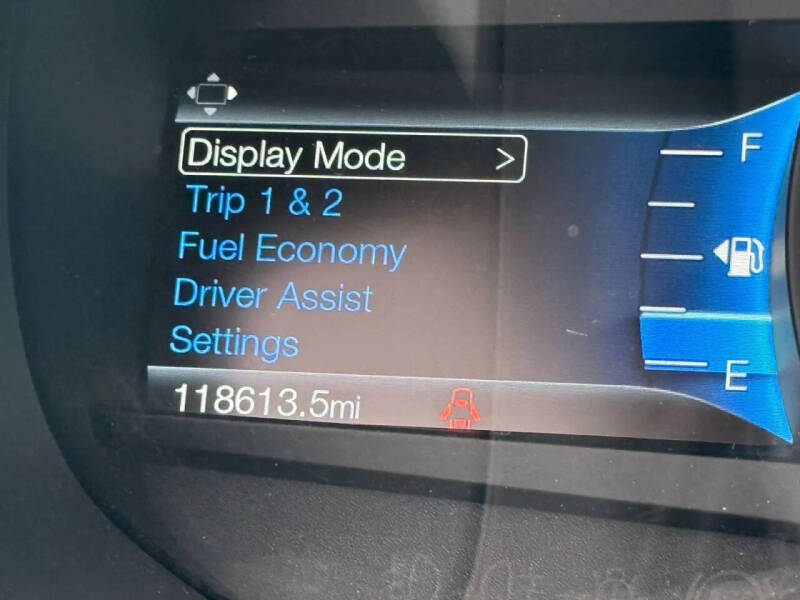 Display Mode >
Trip 1 & 2
Fuel Economy
Driver Assist
Settings
118613.5mi
F
E